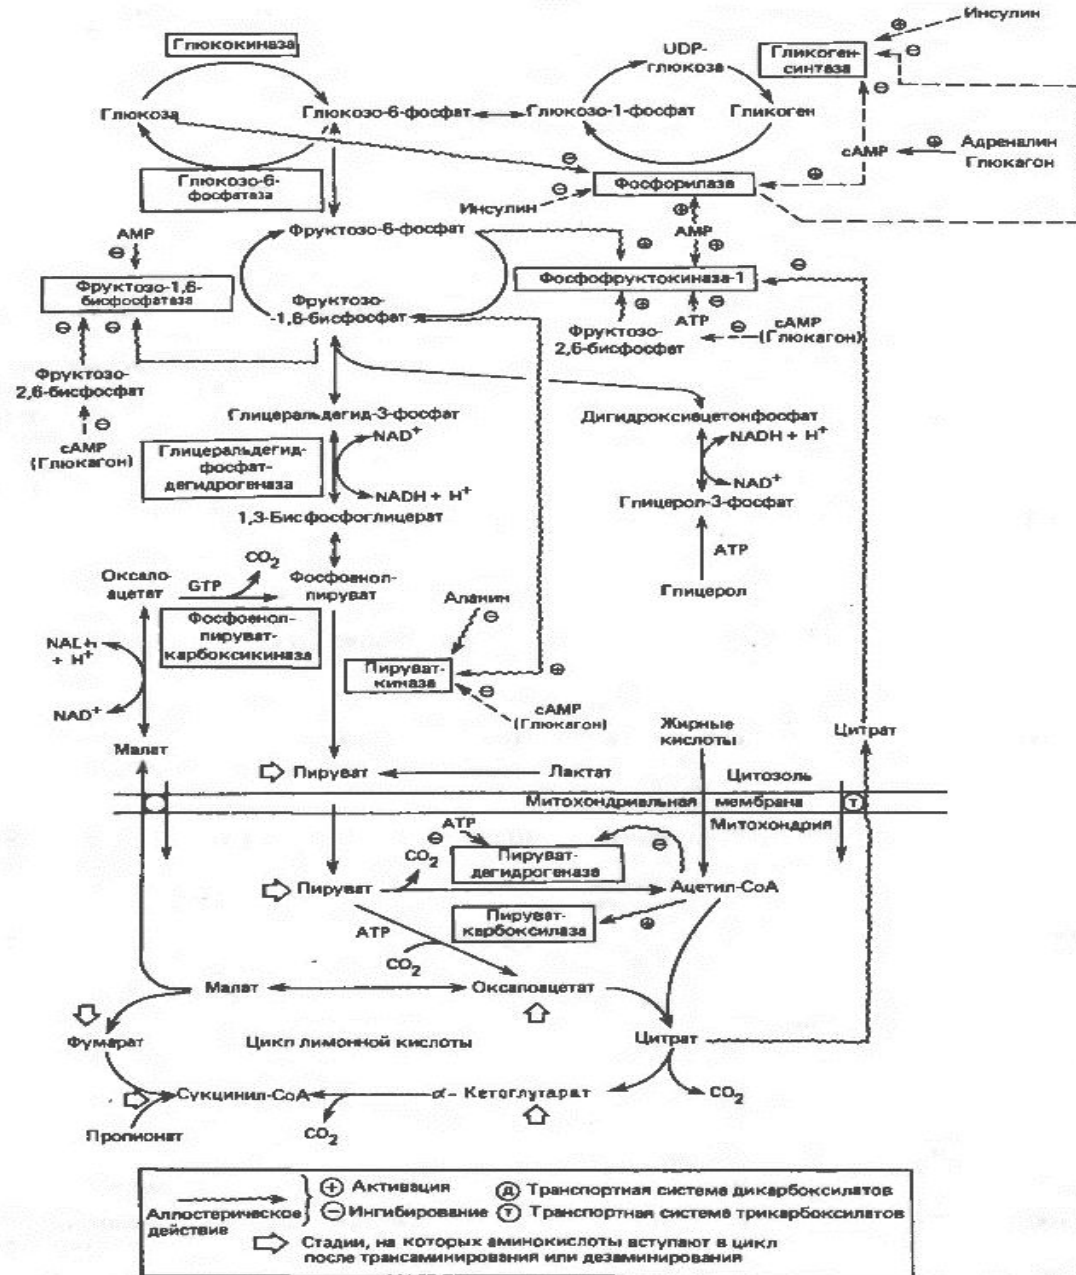 Инсулин
Глюкокиназа
UDP-
глюкоза
Гликоген-
синтаза
Глюкоза
Глюкозо-6-фосфат
Глюкозо-1-фосфат
Гликоген
cAMP
Адреналин
Глюкагон
Глюкозо-6-
фосфатаза
Фосфорилаза
Инсулин
AMP
Фруктозо-6-фосфат
AMP
Фруктозо-1,6-
бисфосфатаза
Фосфофруктокиназа-1
Фруктозо-
-1,6-бисфосфат
Фруктозо-
2,6-бисфосфат
ATP
cAMP
(Глюкагон)
Фруктозо-
2,6-бисфосфат
cAMP
(Глюкагон)
Глицеральдегид-3-фосфат
Дигидроксиацетонфосфат
NAD+
NADH + H+
Глицеральдегид-
фосфат-
дегидрогеназа
NADH + H+
NAD+
Глицерол-3-фосфат
1,3-Бисфосфоглицерат
ATP
Глицерол
CO2
Оксало-
ацетат
GTP
Фосфоенол-
пируват
Аланин
Фосфоенол-
пируват-
карбоксикиназа
NADH
+ H+
Пируват-
киназа
NAD+
cAMP
(Глюкагон)
Жирные
кислоты
Цитрат
Малат
Пируват
Лактат
Цитозоль
Митохондриальная мембрана
Т
Митохондрия
ATP
CO2
Пируват-
дегидрогеназа
Пируват
Ацетил-CoA
Пируват-
карбоксилаза
ATP
CO2
Малат
Оксалоацетат
Фумарат
Цикл лимонной кислоты
Цитрат
Сукцинил-CoA
α- Кетоглутарат
CO2
CO2
Пропионат
Аллостерическое
действие
+ Активация
− Ингибирование
Д Транспортная система дикарбоксилатов
Т Транспортная система трикарбоксилатов
Стадии, на которых аминокислоты вступают в цикл
после трансаминирования или дезаминирования